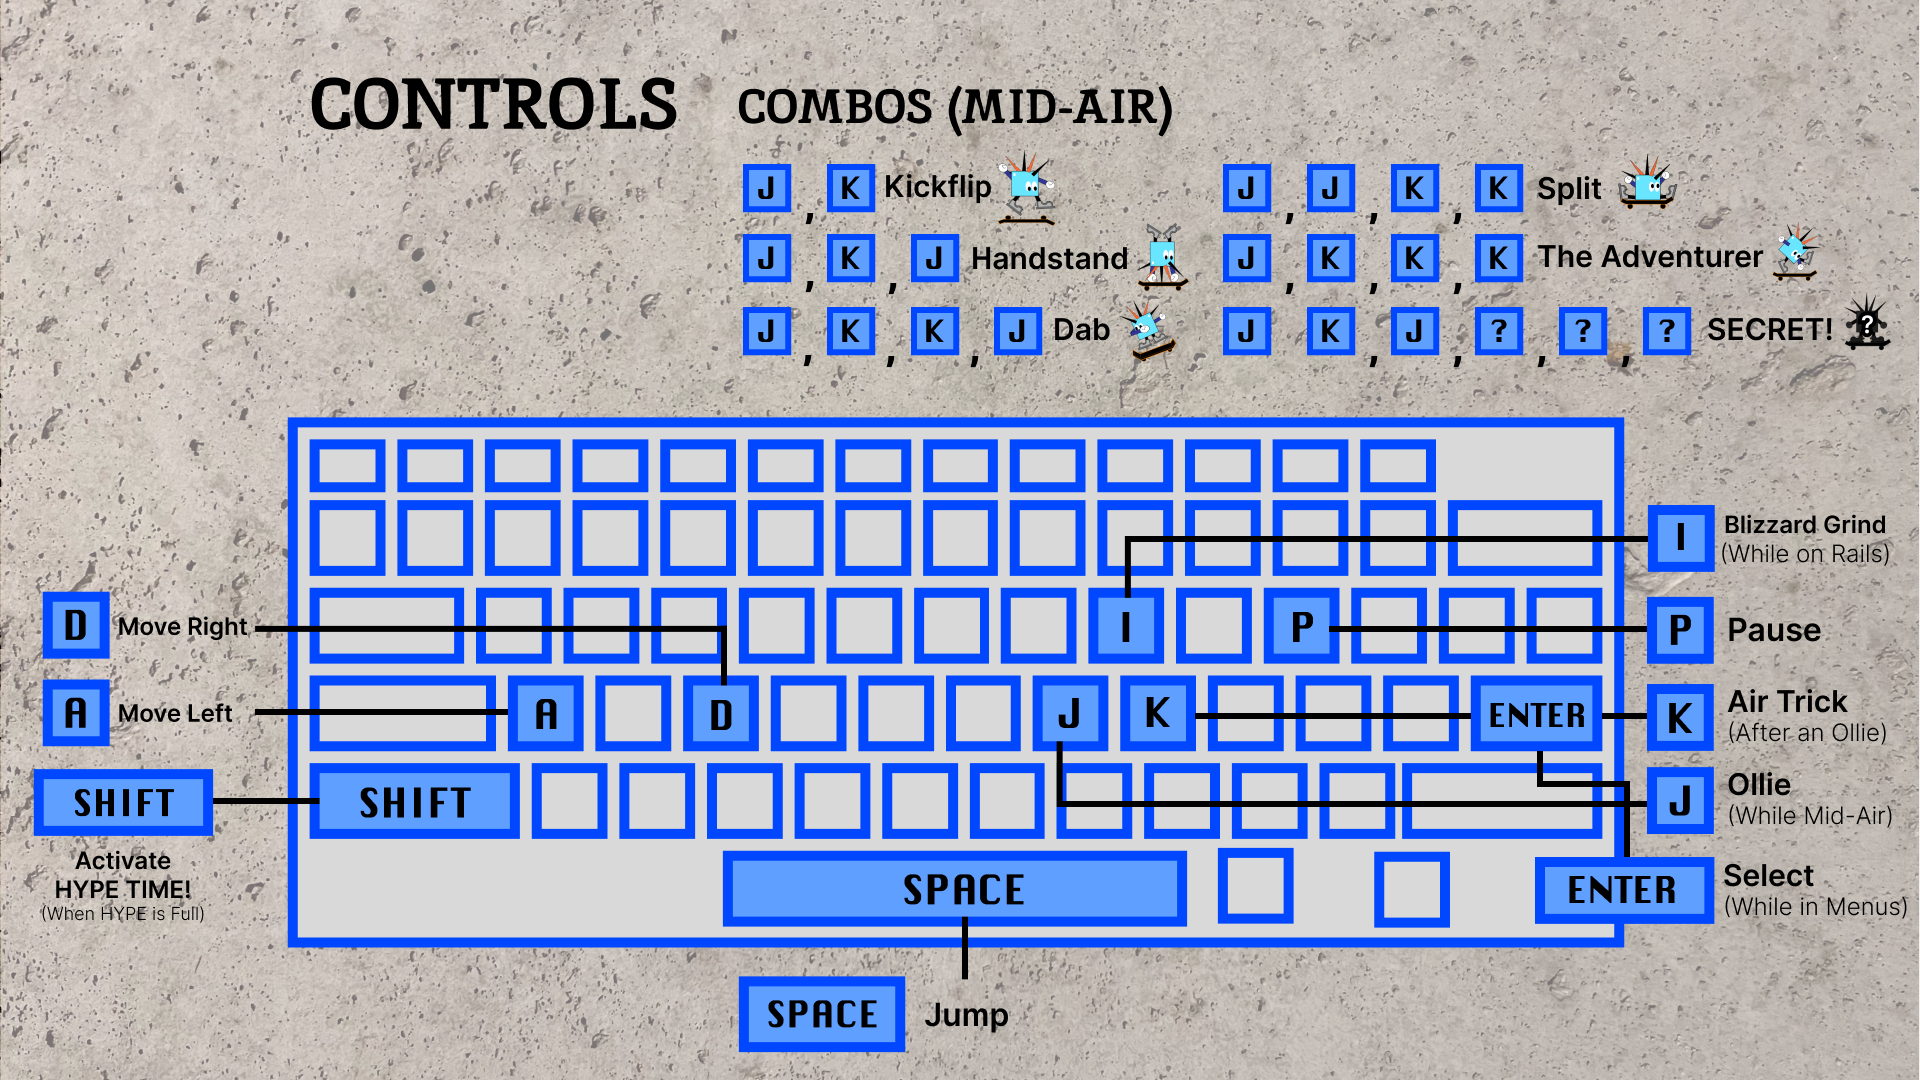 CONTROLS
COMBOS (MID-AIR)
J , K Kickflip
J , K , J Handstand
J , K , K , J Dab
J , J , K , K Split
J , K , K , K The Adventurer
J K , J , ? , ? , ? SECRET! ?
D Move Right
A Move Left
SHIFT
Activate
HYPE TIME!
(When HYPE is Full)
I P
A D J K ENTER
SHIFT
SPACE
I Blizzard Grind
(While on Rails)
P Pause
K Air Trick
(After an Ollie)
J Ollie
(While Mid-Air)
ENTER Select
(While in Menus)
SPACE Jump